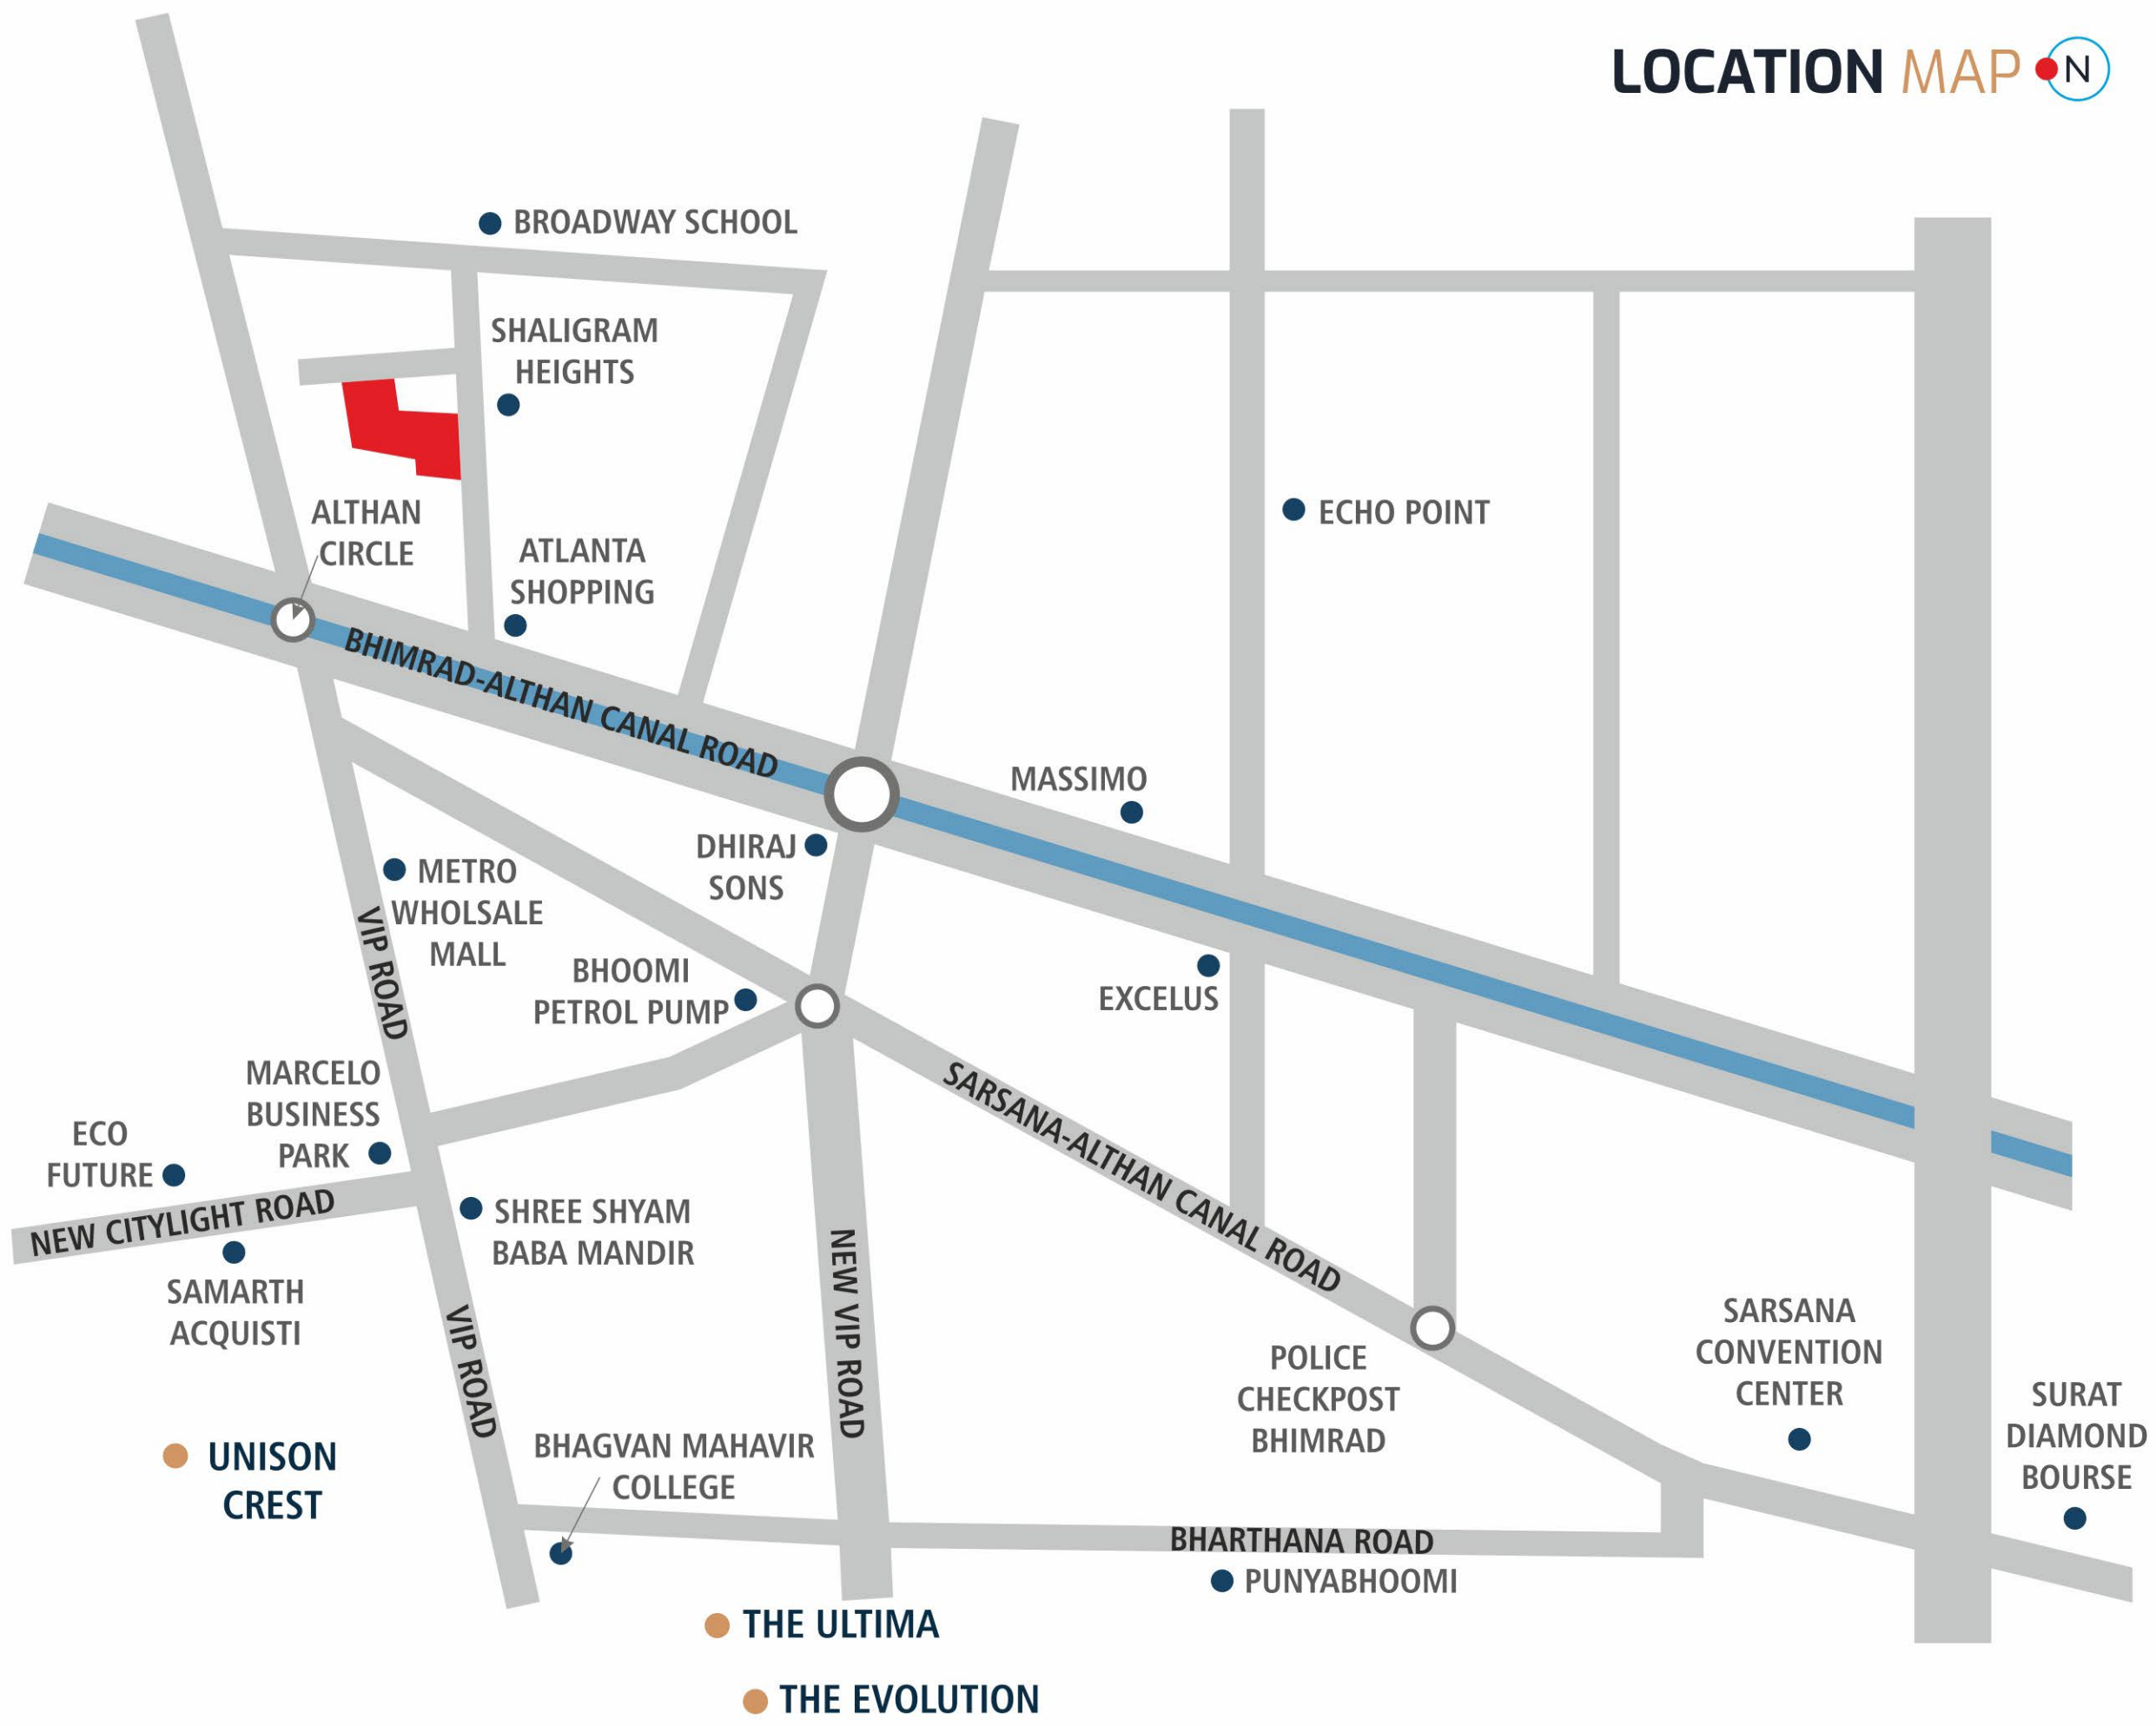 LOCATION MAP N
BROADWAY SCHOOL
SHALIGRAM
HEIGHTS
ALTHAN
CIRCLE
ATLANTA
SHOPPING
ECHO POINT
BHIMRAD-ALTHAN CANAL ROAD
MASSIMO
DHIRAJ
SONS
METRO
WHOLSALE
MALL
VIP ROAD
BHOOMI
PETROL PUMP
EXCELUS
MARCELO
BUSINESS
PARK
ECO
FUTURE
NEW CITYLIGHT ROAD
SAMARTH
ACQUISTI
SHREE SHYAM
BABA MANDIR
SARSANA-ALTHAN CANAL ROAD
NEW VIP ROAD
VIP ROAD
POLICE
CHECKPOST
BHIMRAD
SARSANA
CONVENTION
CENTER
SURAT
DIAMOND
BOURSE
UNISON
CREST
BHAGVAN MAHAVIR
COLLEGE
BHARTHANA ROAD
PUNYABHOOMI
THE ULTIMA
THE EVOLUTION